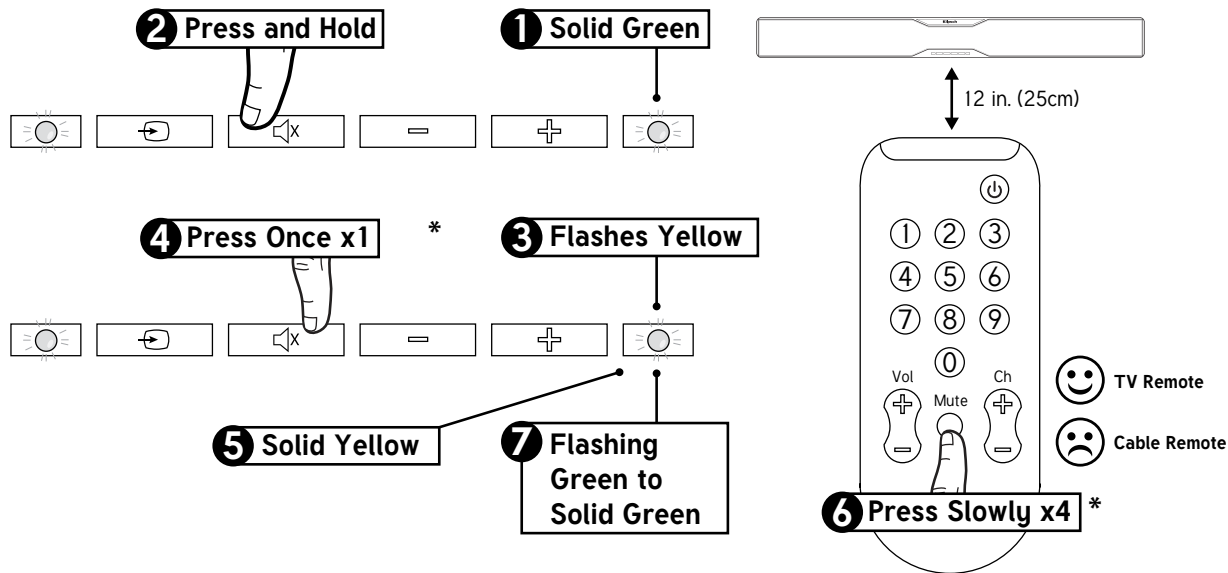 2 Press and Hold
1 Solid Green
Klipsch
12 in. (25cm)
4 Press Once x1 *
3 Flashes Yellow
5 Solid Yellow
7 Flashing
Green to
Solid Green
1 2 3
4 5 6
7 8 9
0
Vol
Ch
Mute
TV Remote
Cable Remote
6 Press Slowly x4 *